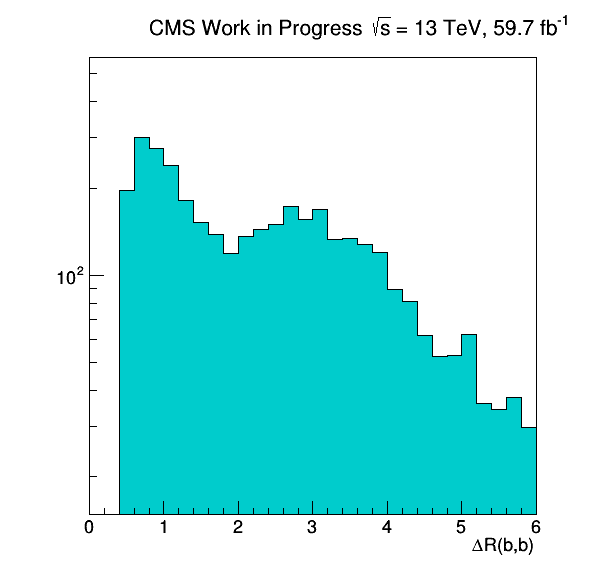 CMS Work in Progress √s = 13 TeV, 59.7 fb⁻¹
10²
0 1 2 3 4 5 6
ΔR(b,b)